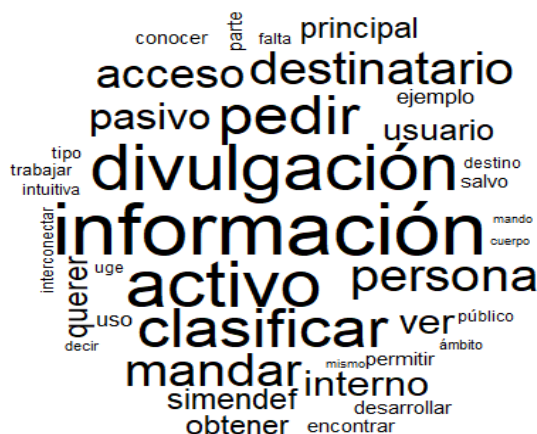 conocer parte falta principal
acceso destinatario
ejemplo
pasivo pedir usuario
tipo divulgación destino
trabajar salvo
intuitiva
información mando
cuerpo
interconectar uge activo persona
querer uso clasificar ver público
decir ámbito
mandar mismo permitir
interno
simendef desarrollar
obtener encontrar